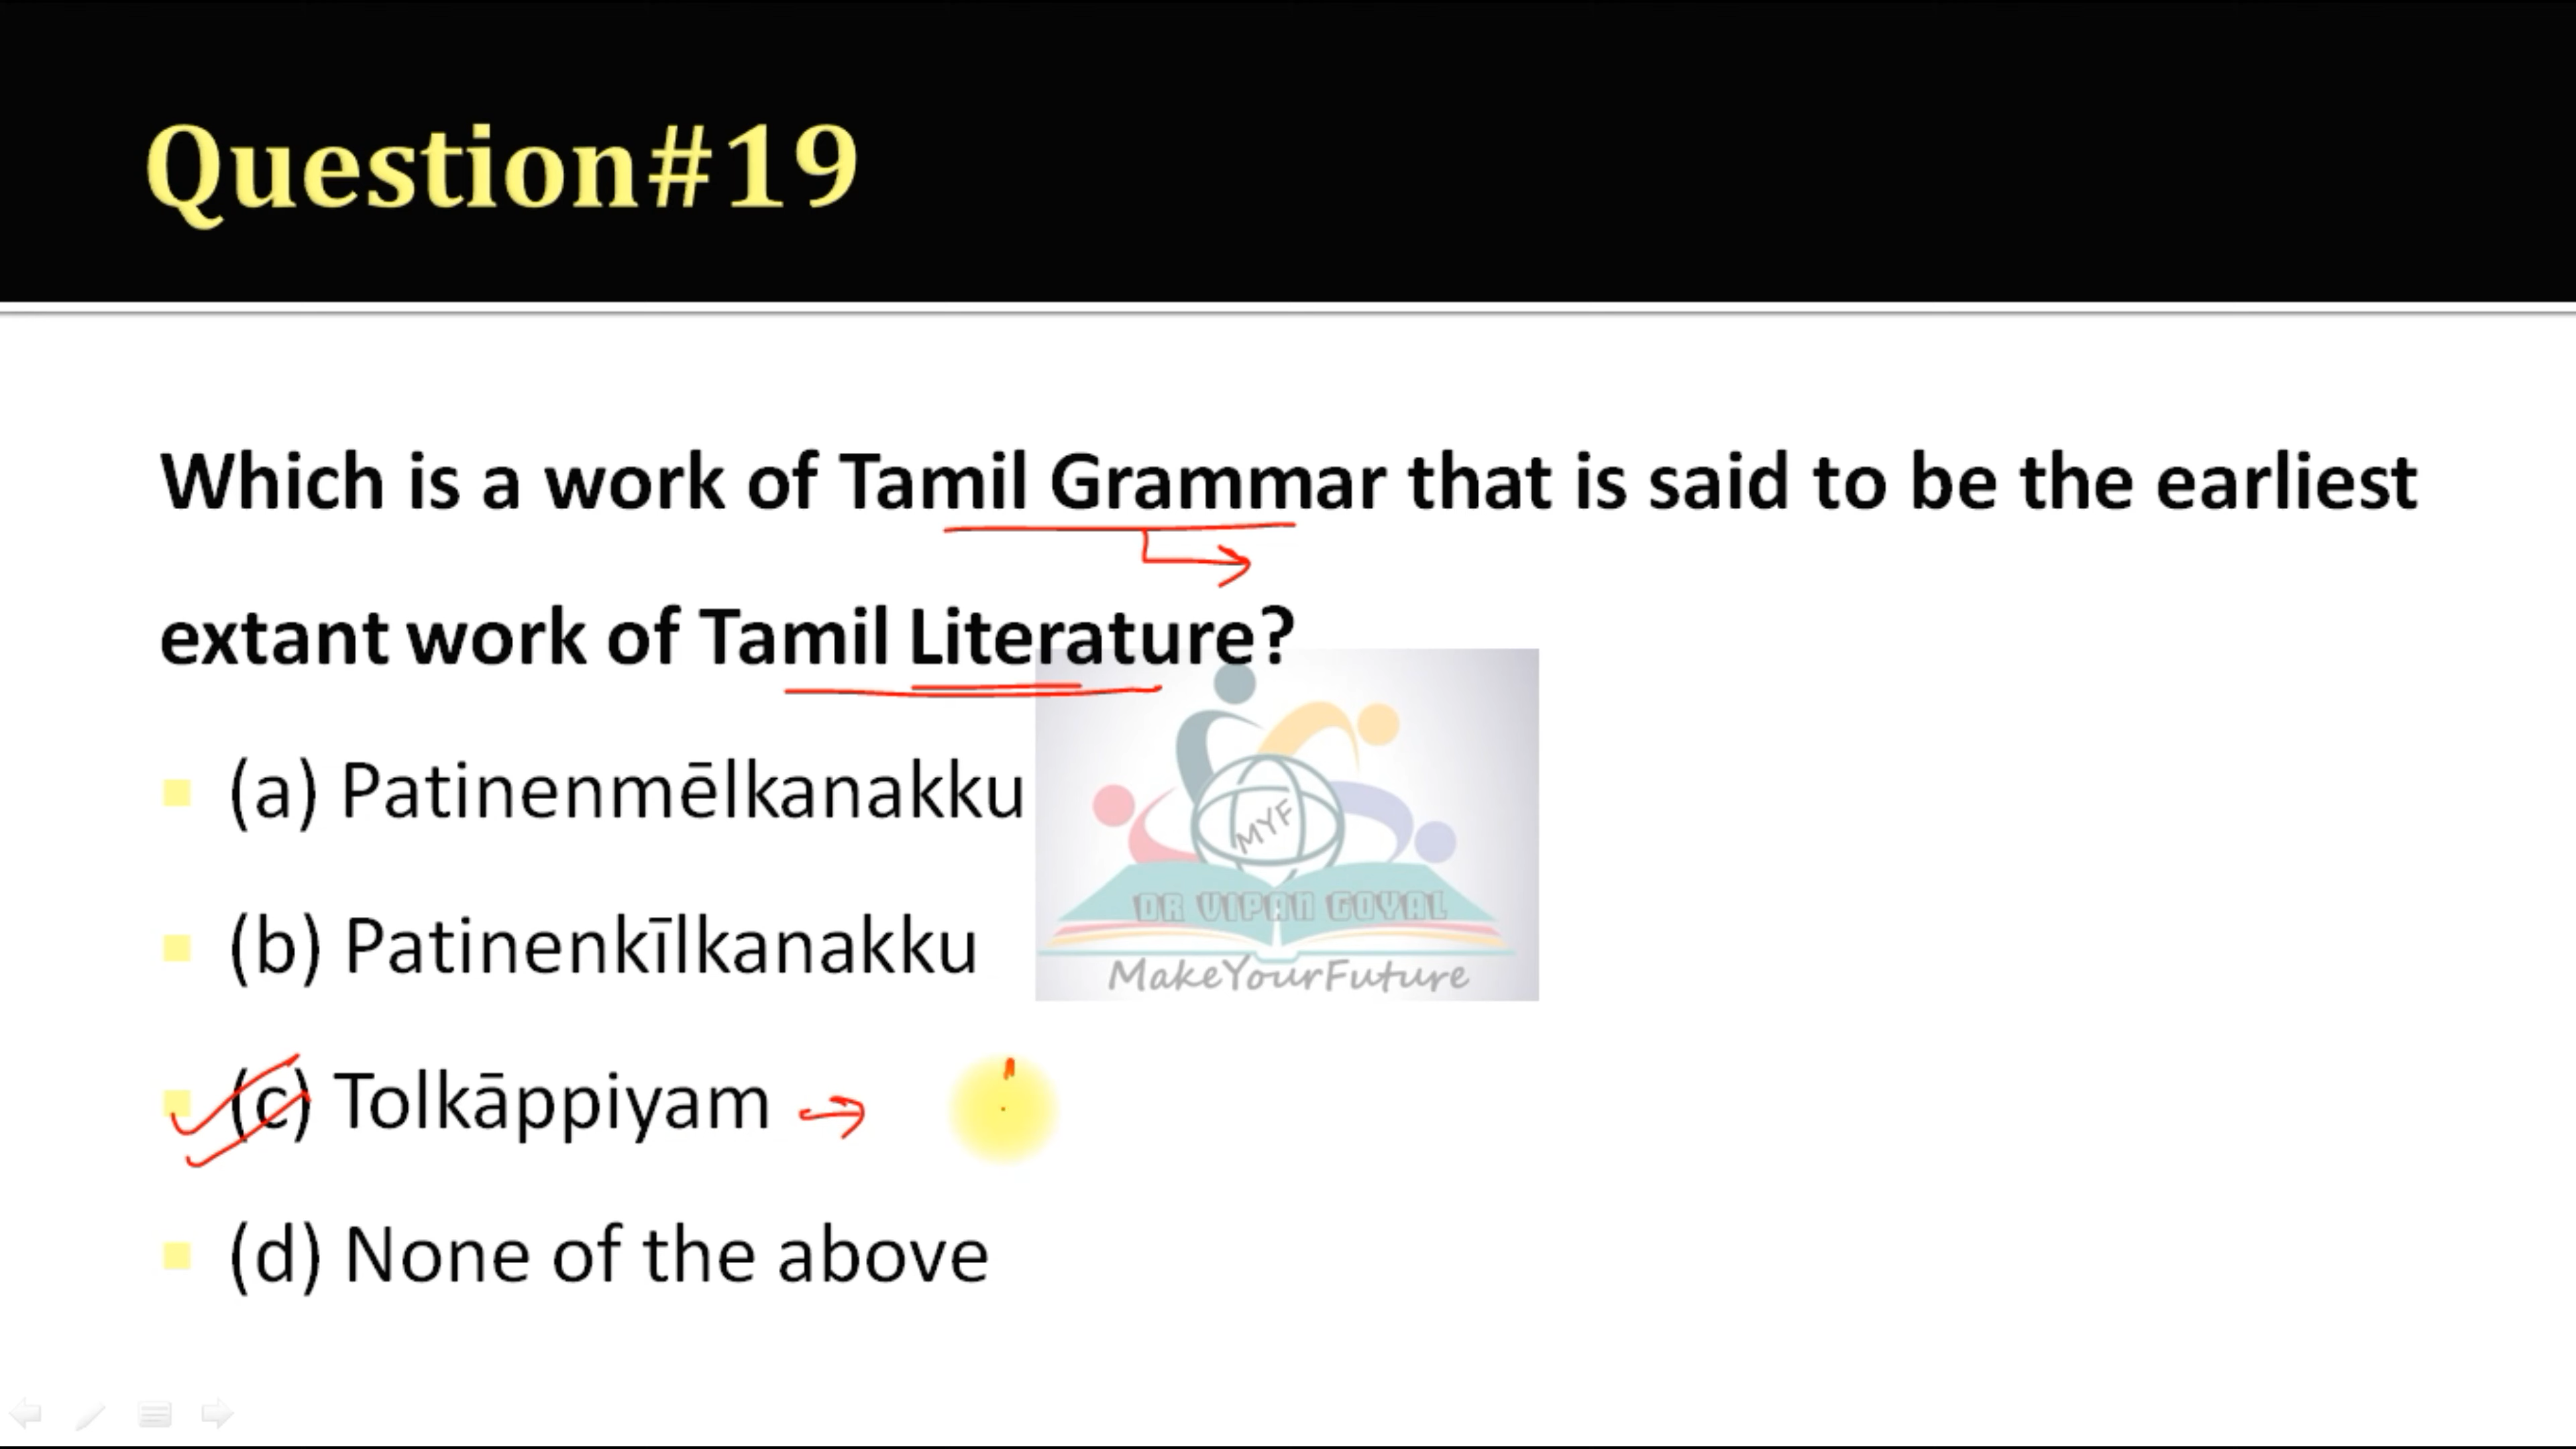 Question#19
Which is a work of Tamil Grammar that is said to be the earliest
extant work of Tamil Literature?
(a) Patinenmēlkanakku
(b) Patinenkīlkanakku
(c) Tolkāppiyam
(d) None of the above
MYF
DR VIPAN GOYAL
MakeYourFuture